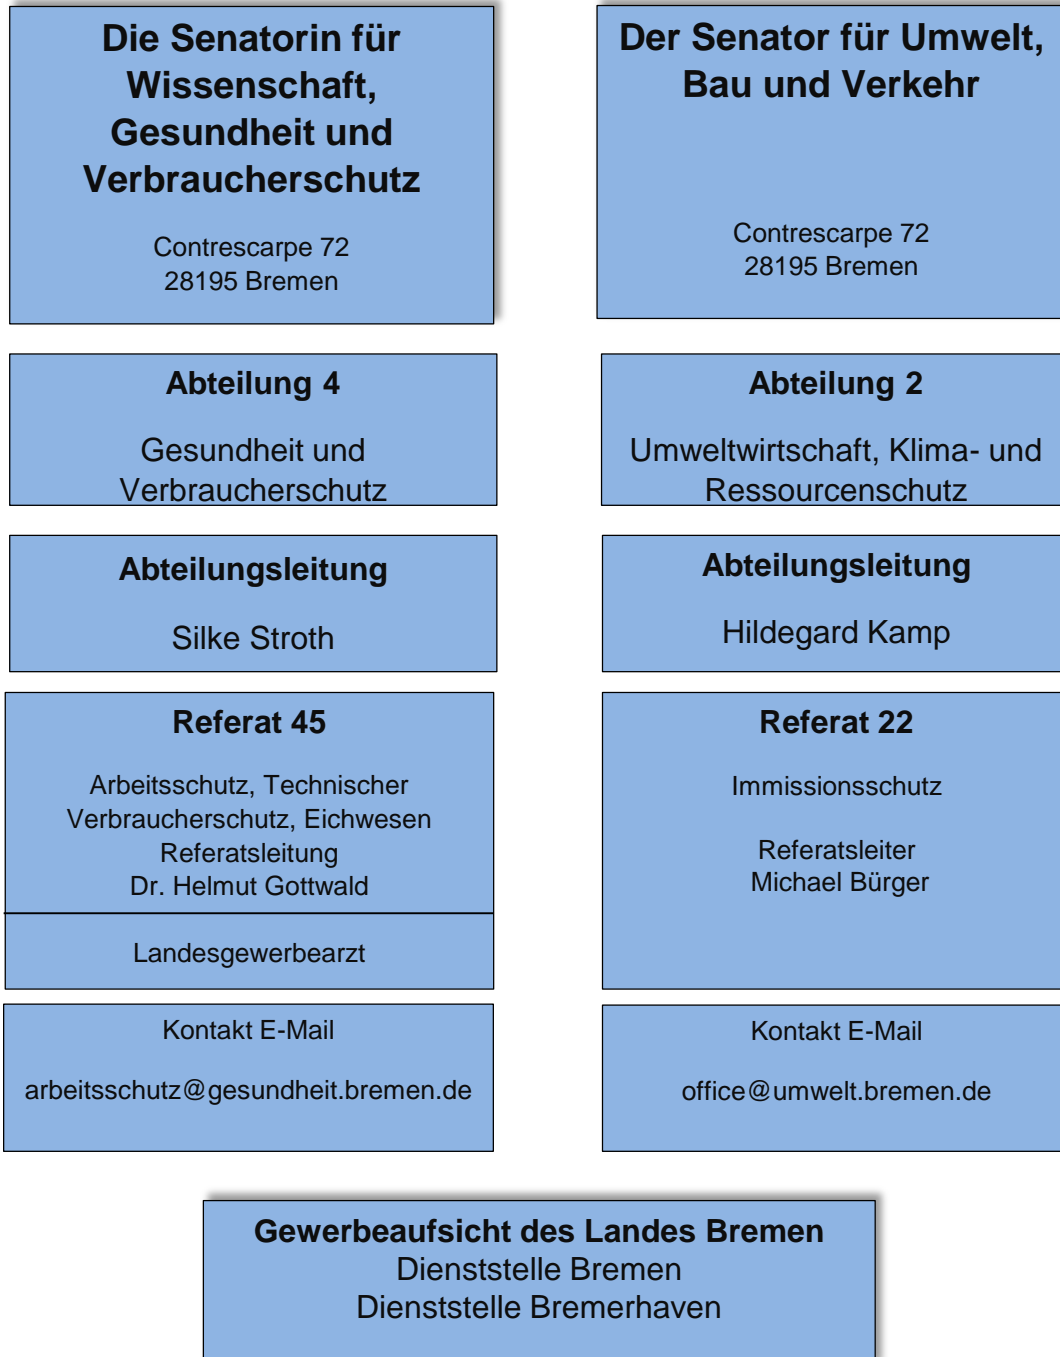 Die Senatorin für
Wissenschaft,
Gesundheit und
Verbraucherschutz
Contrescarpe 72
28195 Bremen
Der Senator für Umwelt,
Bau und Verkehr
Contrescarpe 72
28195 Bremen
Abteilung 4
Gesundheit und
Verbraucherschutz
Abteilung 2
Umweltwirtschaft, Klima- und
Ressourcenschutz
Abteilungsleitung
Silke Stroth
Abteilungsleitung
Hildegard Kamp
Referat 45
Arbeitsschutz, Technischer
Verbraucherschutz, Eichwesen
Referatsleitung
Dr. Helmut Gottwald
Landesgewerbearzt
Referat 22
Immissionsschutz
Referatsleiter
Michael Bürger
Kontakt E-Mail
arbeitsschutz@gesundheit.bremen.de
Kontakt E-Mail
office@umwelt.bremen.de
Gewerbeaufsicht des Landes Bremen
Dienststelle Bremen
Dienststelle Bremerhaven